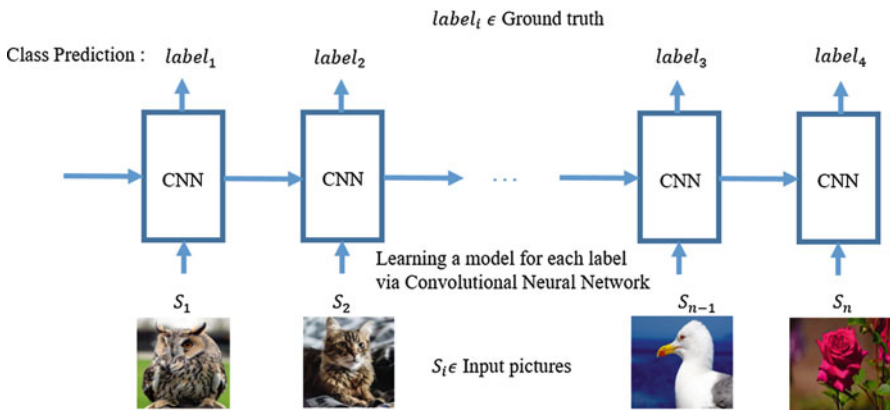 label_i ϵ Ground truth
Class Prediction : label_1 label_2 label_3 label_4
CNN CNN ... CNN CNN
Learning a model for each label
via Convolutional Neural Network
S_1 S_2 S_{n-1} S_n
S_i ϵ Input pictures